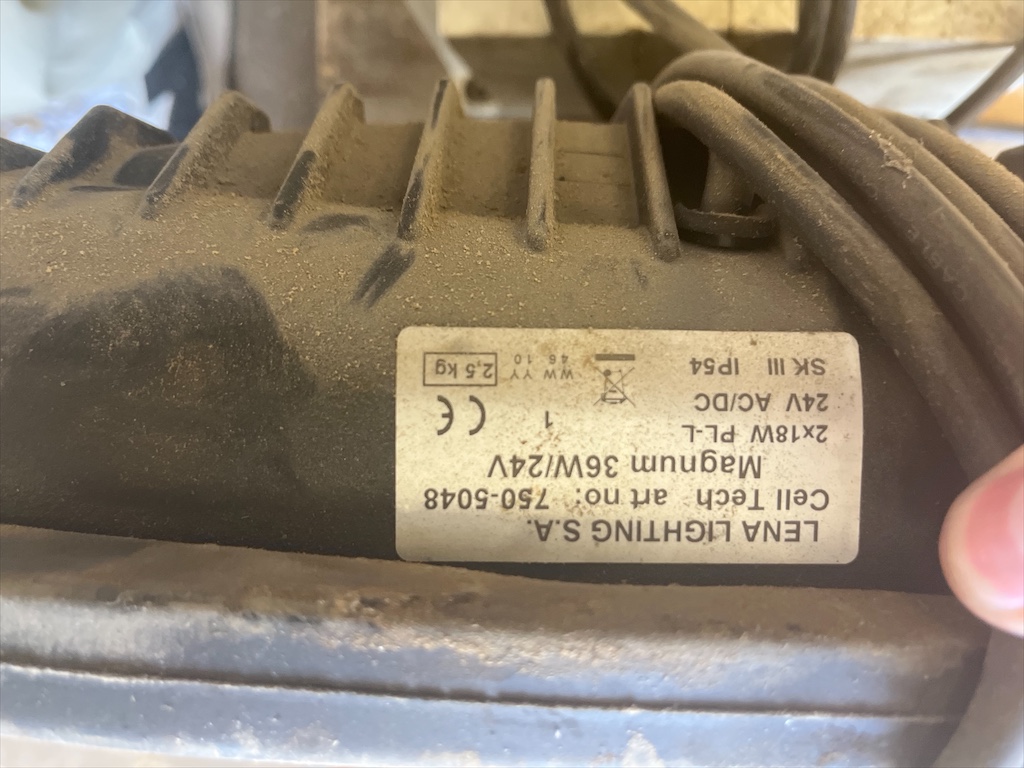 LENA LIGHTING S.A.
Cell Tech art no: 750-5048
Magnum 36W/24V
2x18W PL-L
24V AC/DC
SK III IP54
1
CE
46 10
WW YY
2,5 kg